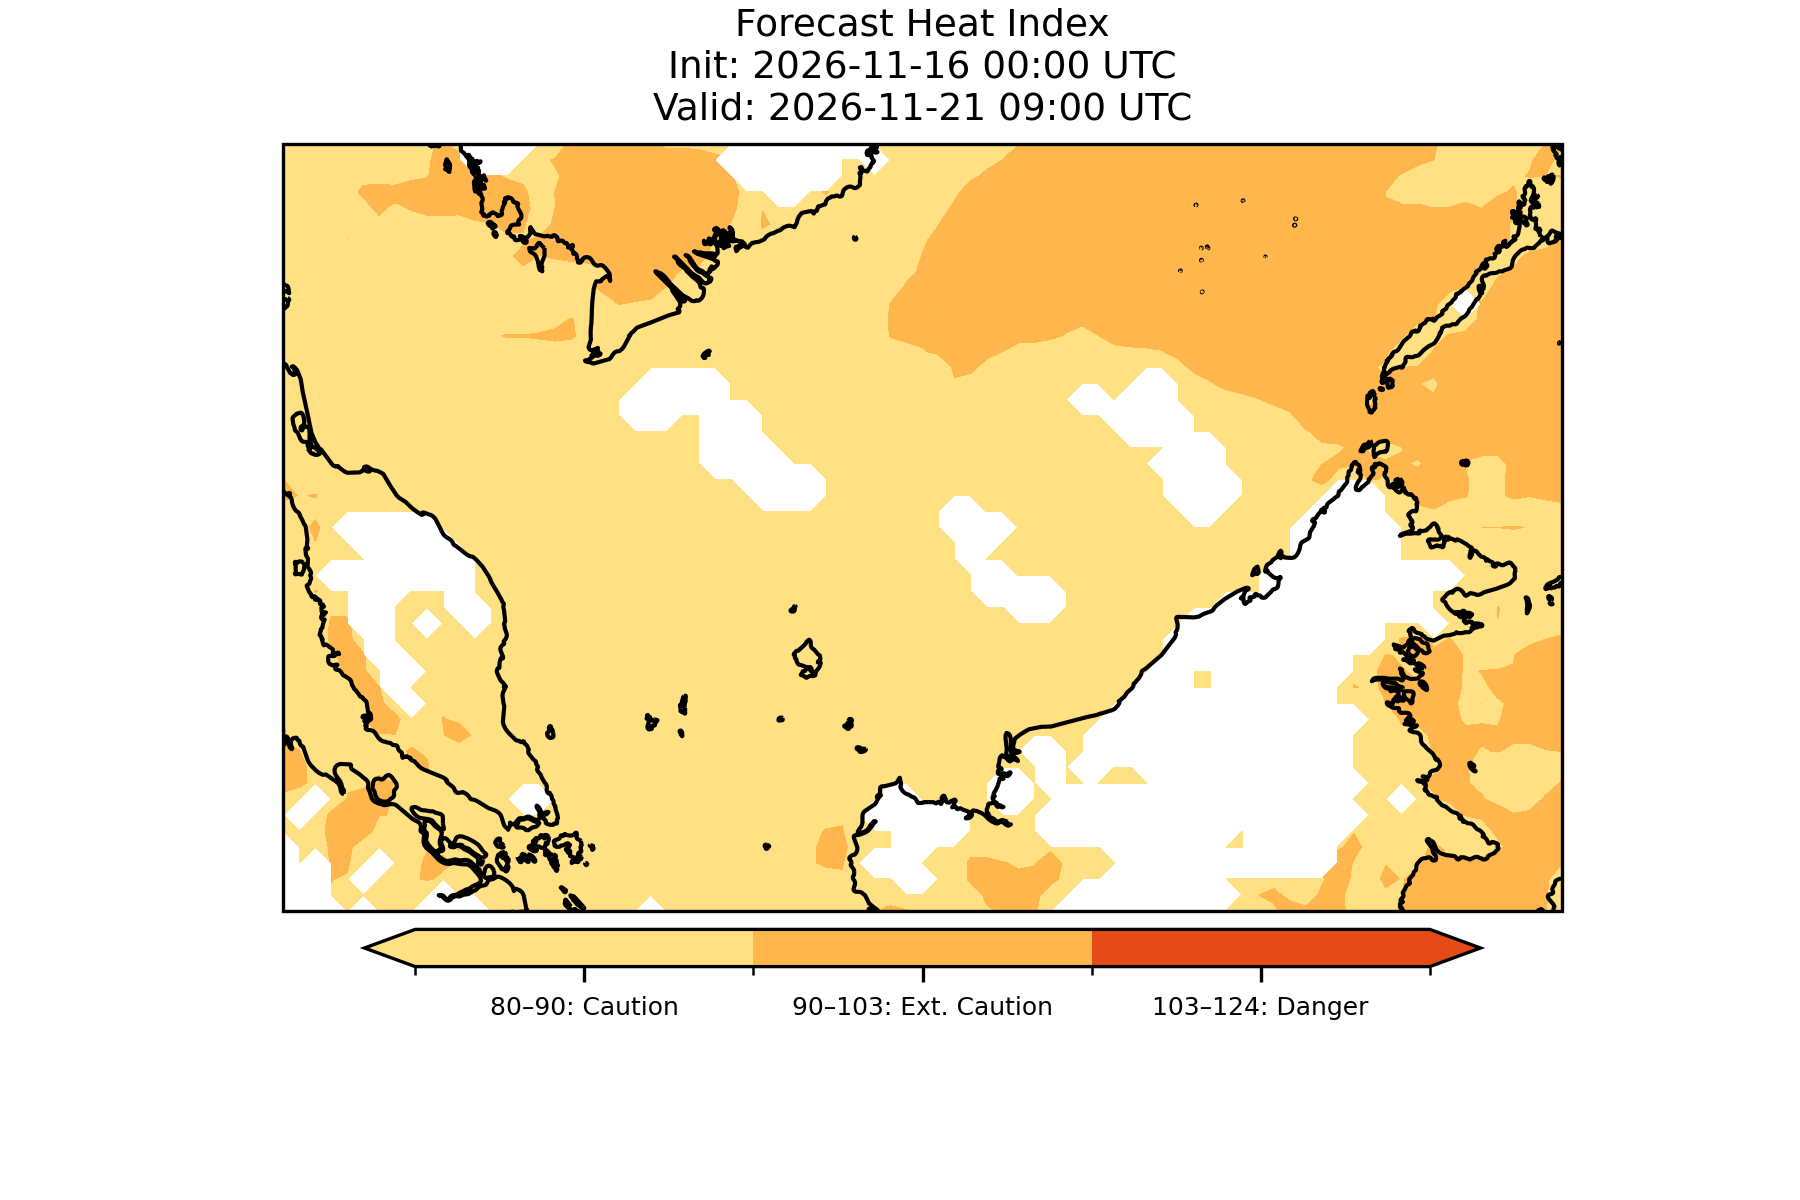 Forecast Heat Index
Init: 2026-11-16 00:00 UTC
Valid: 2026-11-21 09:00 UTC
80–90: Caution
90–103: Ext. Caution
103–124: Danger